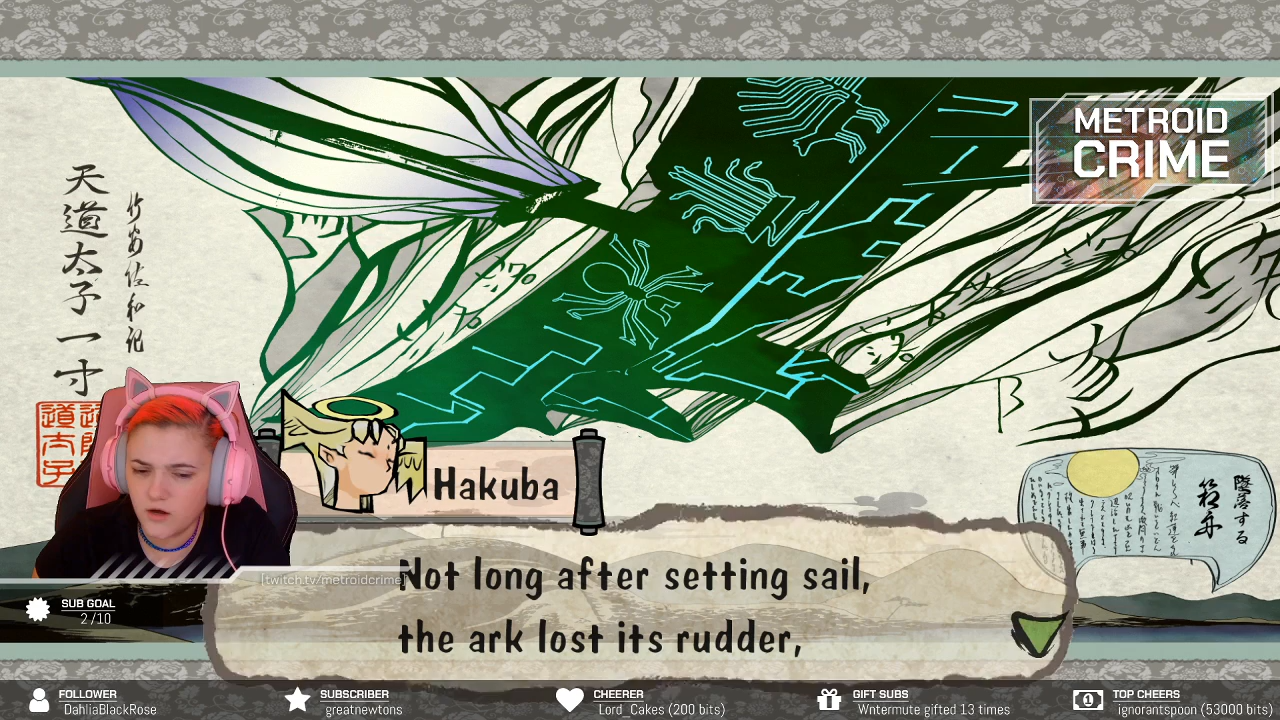 METROID
CRIME
天道太子一寸
Hakuba
Not long after setting sail,
the ark lost its rudder,
[twitch.tv/metroidcrime]
SUB GOAL
2/10
堕落する
箱舟
FOLLOWER
DahliaBlackRose
SUBSCRIBER
greatnewtons
CHEERER
Lord_Cakes (200 bits)
GIFT SUBS
Wntermute gifted 13 times
TOP CHEERS
ignorantspoon (53000 bits)